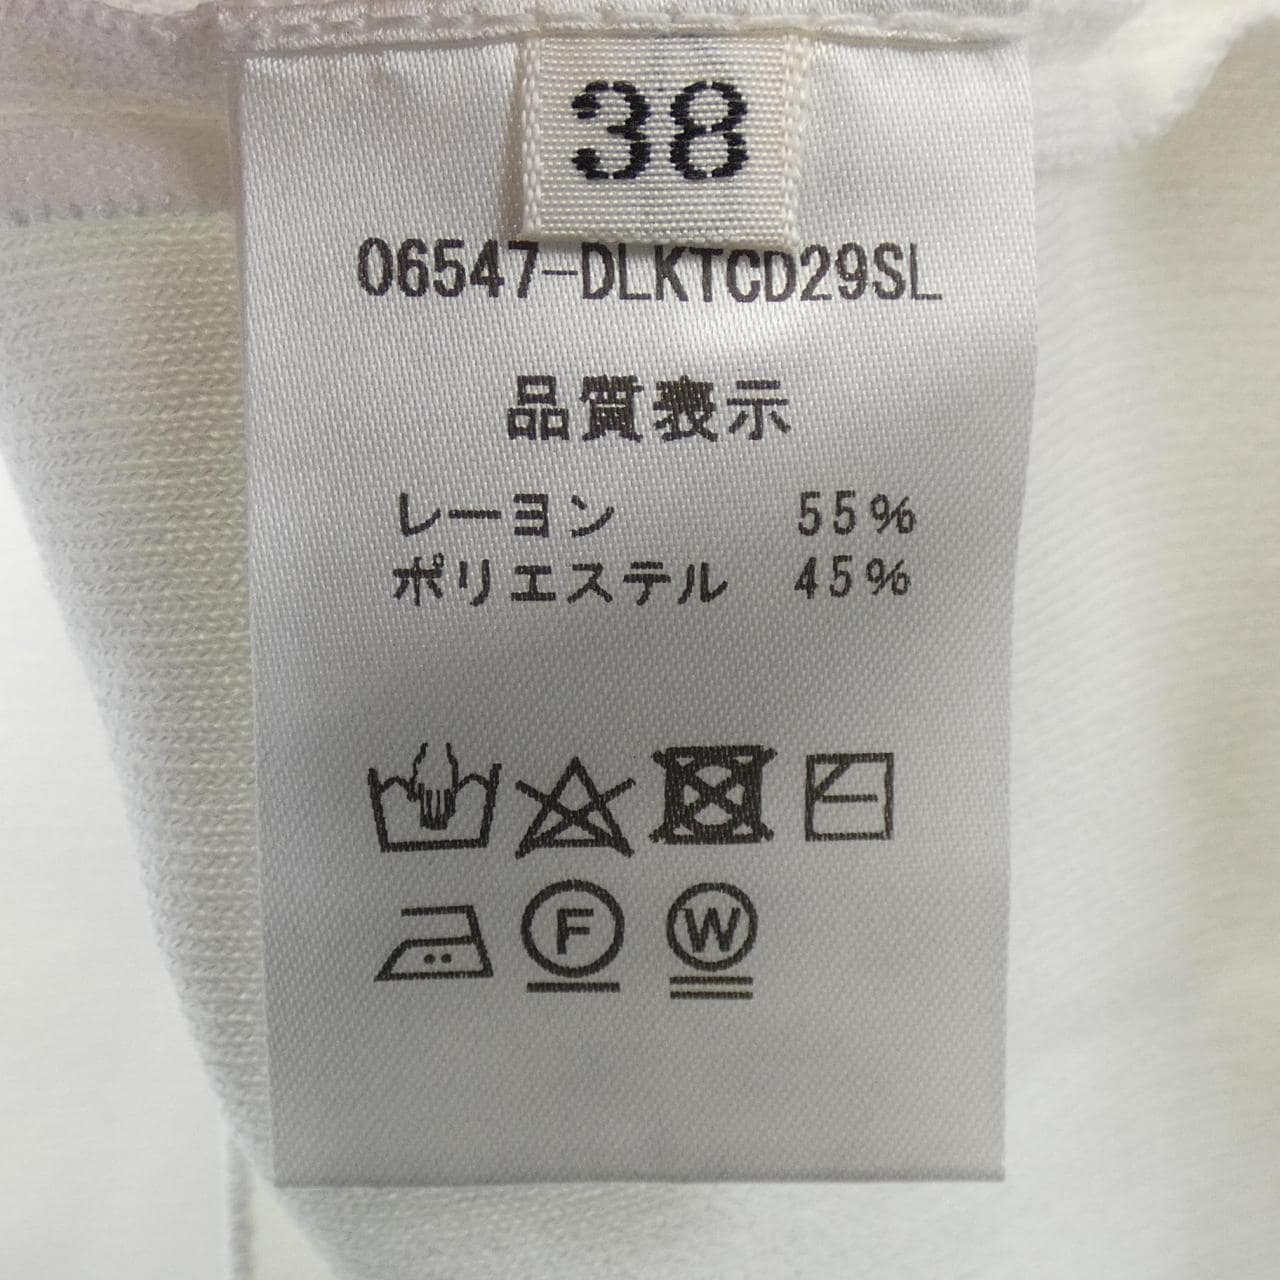 38
06547-DLKTCD29SL
品質表示
レーヨン 55%
ポリエステル 45%
F W